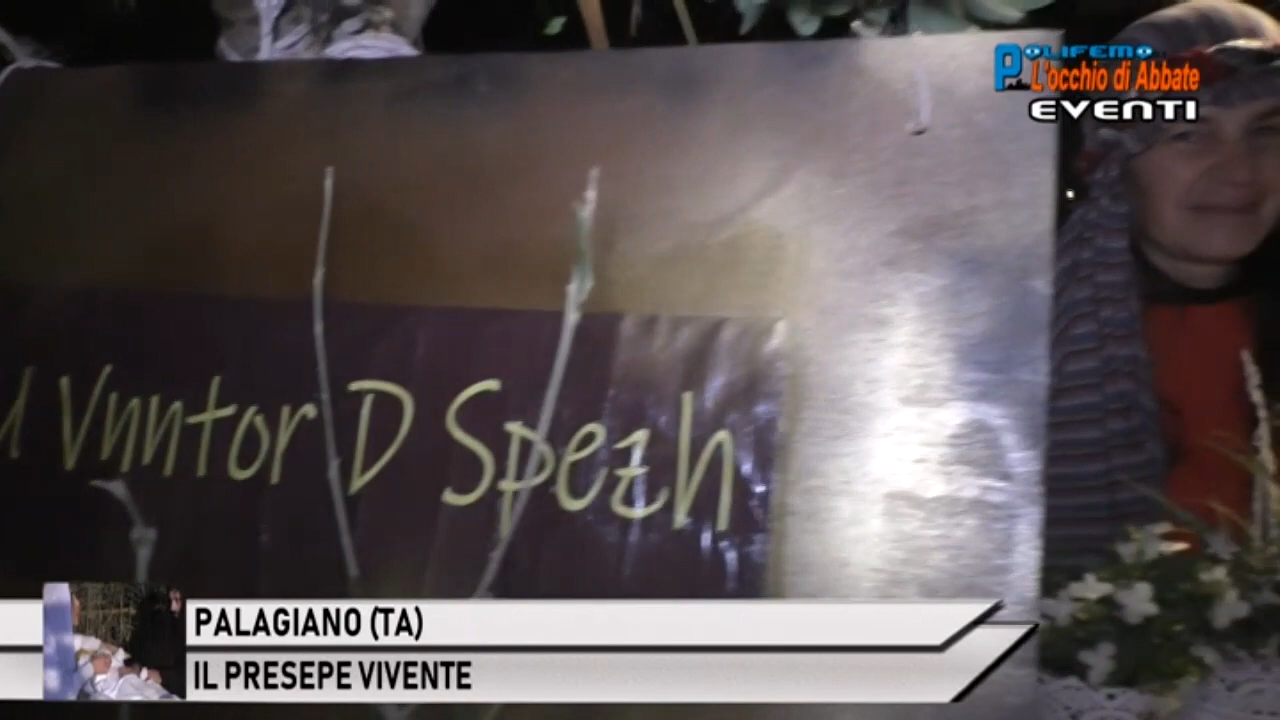 POLIFEMO
L'occhio di Abbate
EVENTI
Vnntor D Spezh
PALAGIANO (TA)
IL PRESEPE VIVENTE